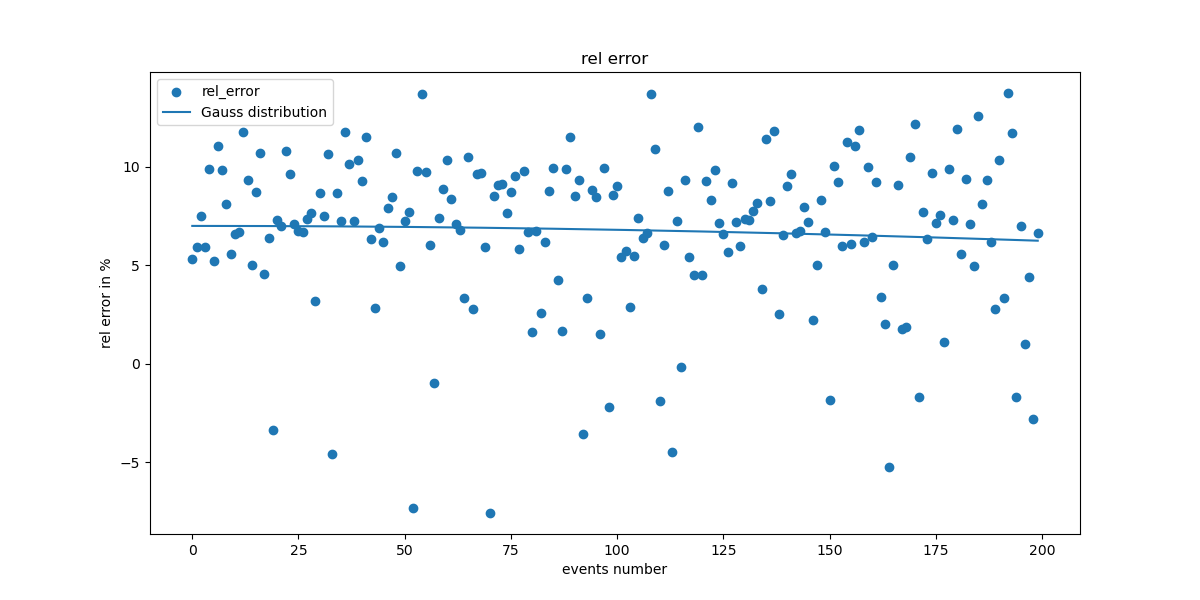 rel error
rel_error
Gauss distribution
rel error in %
10
5
0
−5
0 25 50 75 100 125 150 175 200
events number